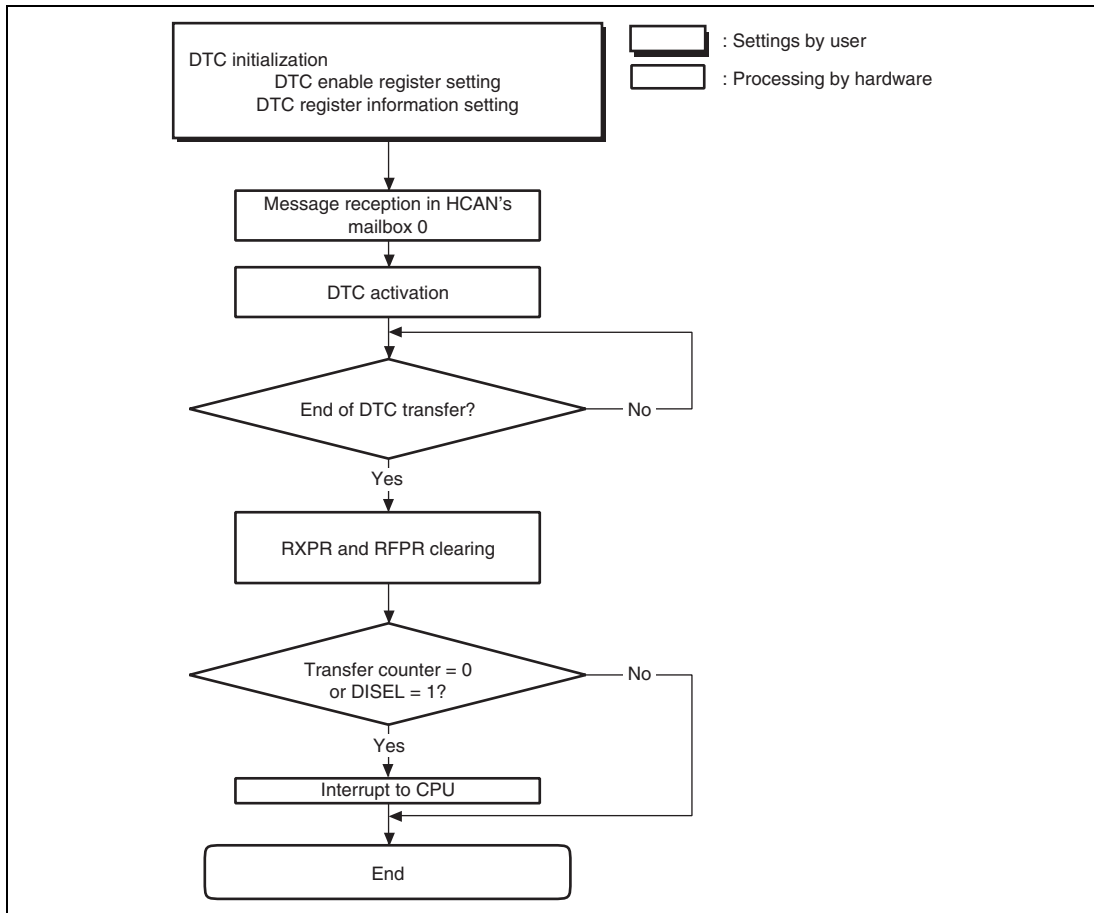 DTC initialization
DTC enable register setting
DTC register information setting
: Settings by user
: Processing by hardware
Message reception in HCAN's
mailbox 0
DTC activation
End of DTC transfer?
No
Yes
RXPR and RFPR clearing
Transfer counter = 0
or DISEL = 1?
No
Yes
Interrupt to CPU
End